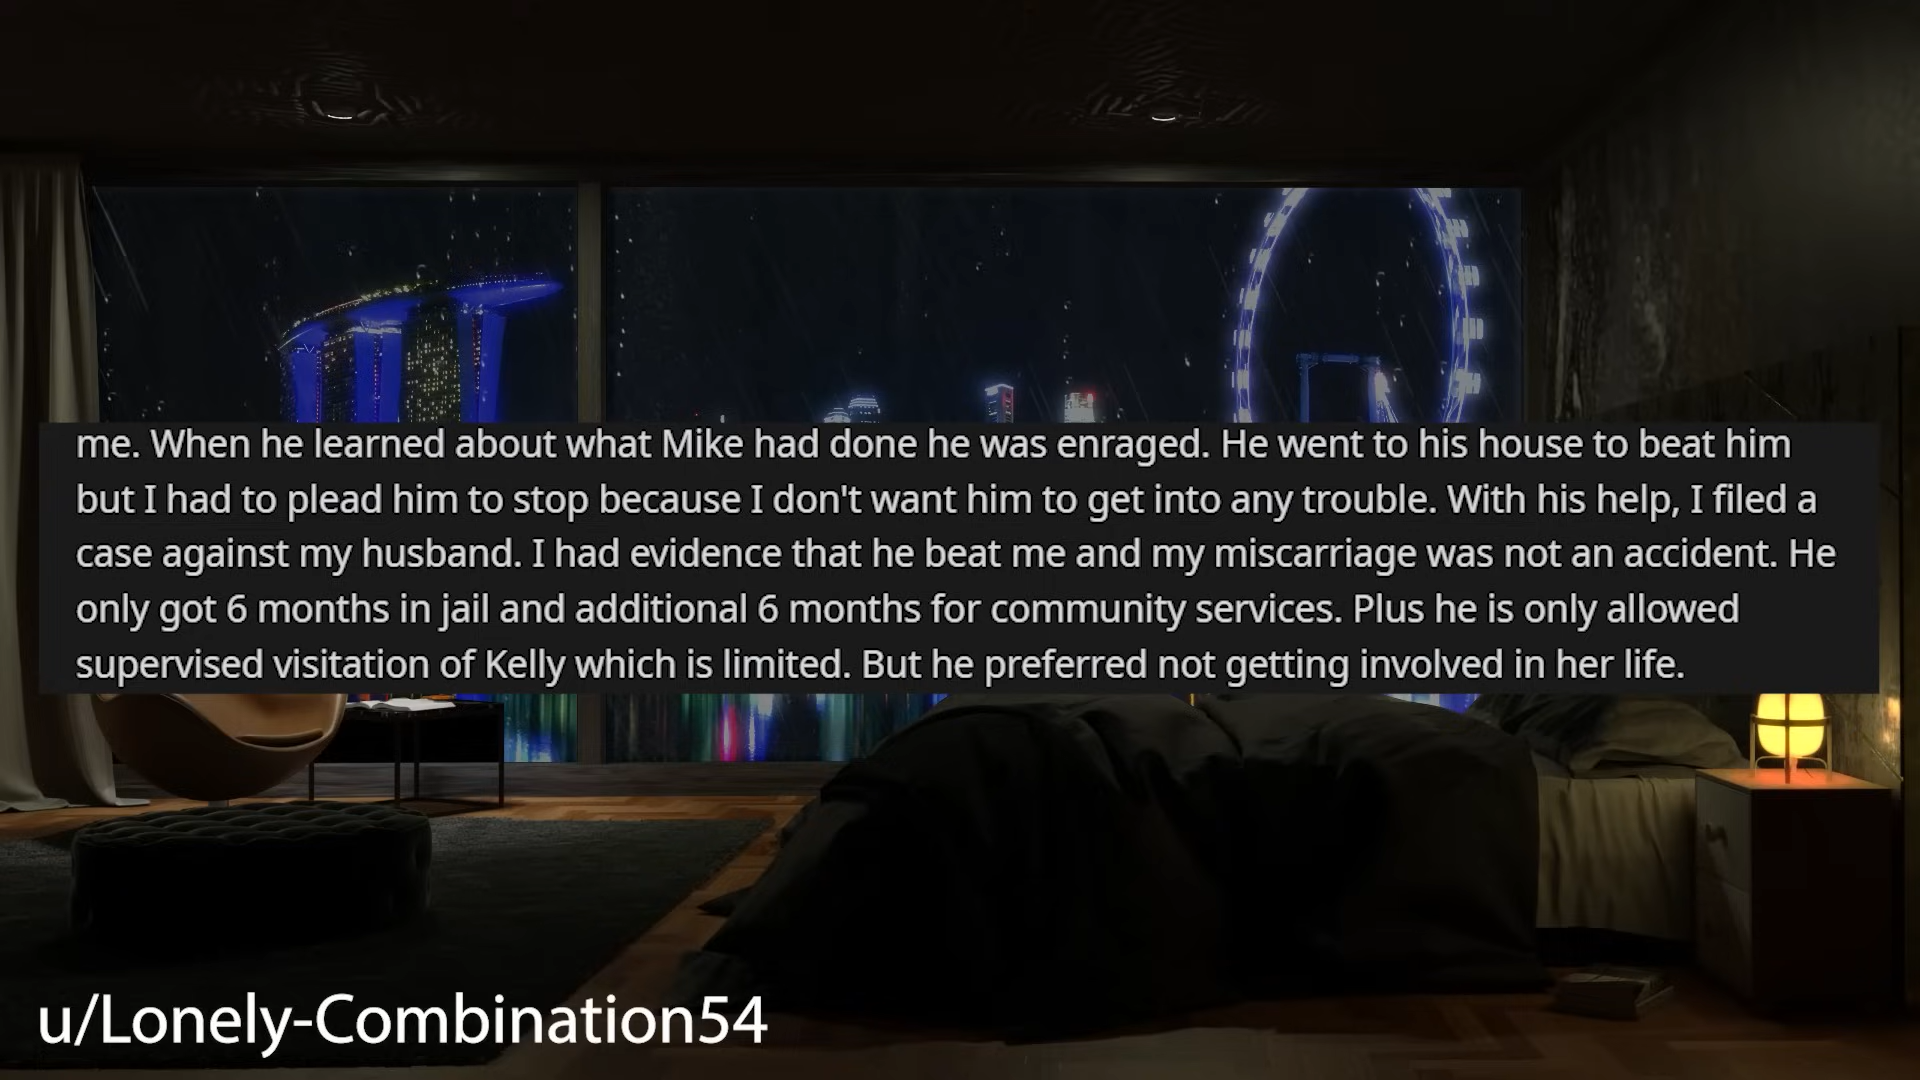 me. When he learned about what Mike had done he was enraged. He went to his house to beat him
but I had to plead him to stop because I don't want him to get into any trouble. With his help, I filed a
case against my husband. I had evidence that he beat me and my miscarriage was not an accident. He
only got 6 months in jail and additional 6 months for community services. Plus he is only allowed
supervised visitation of Kelly which is limited. But he preferred not getting involved in her life.
u/Lonely-Combination54